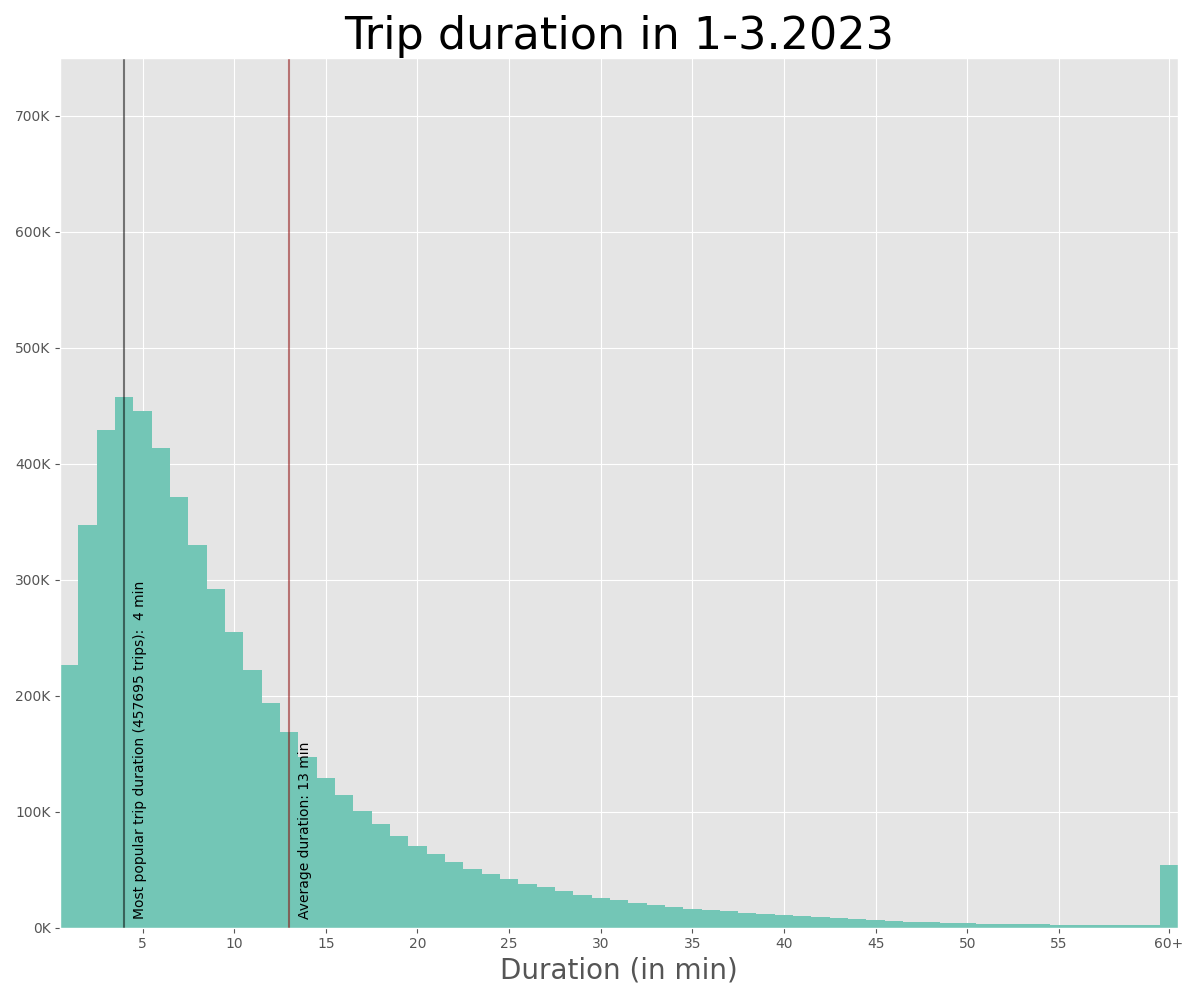 Trip duration in 1-3.2023
700K
600K
500K
400K
300K
200K
100K
0K
Most popular trip duration (457695 trips):  4 min
Average duration: 13 min
5 10 15 20 25 30 35 40 45 50 55 60+
Duration (in min)